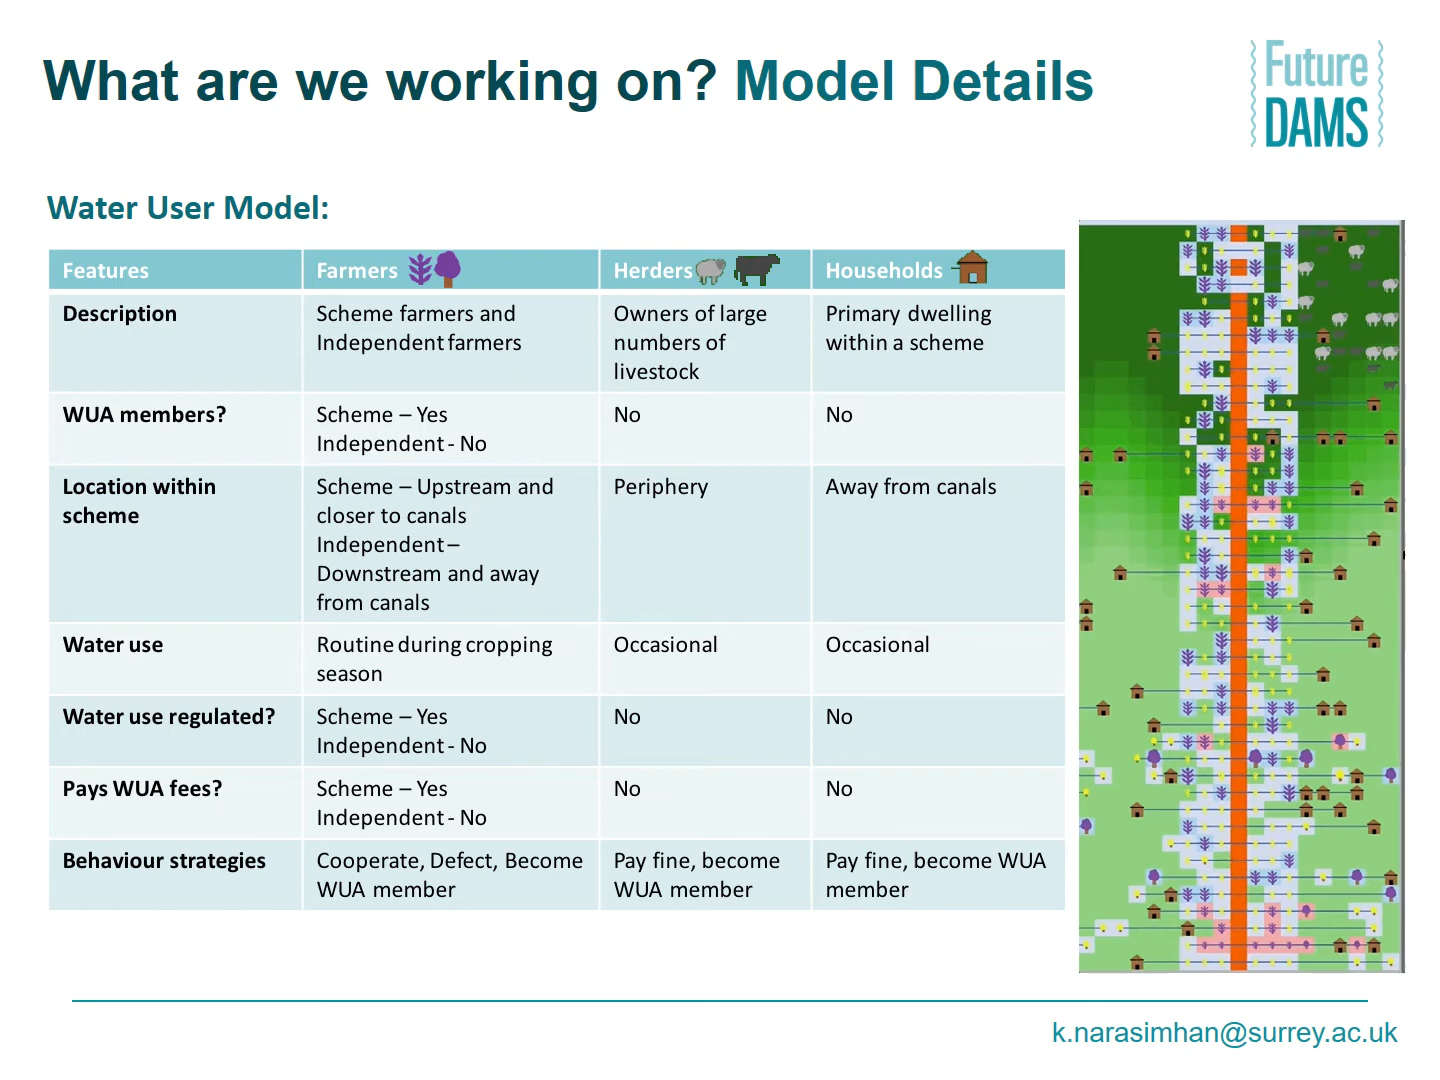 What are we working on? Model Details
Future
DAMS
Water User Model:
Features
Farmers
Herders
Households
Description
Scheme farmers and
Independent farmers
Owners of large
numbers of
livestock
Primary dwelling
within a scheme
WUA members?
Scheme – Yes
Independent - No
No
No
Location within
scheme
Scheme – Upstream and
closer to canals
Independent –
Downstream and away
from canals
Periphery
Away from canals
Water use
Routine during cropping
season
Occasional
Occasional
Water use regulated?
Scheme – Yes
Independent - No
No
No
Pays WUA fees?
Scheme – Yes
Independent - No
No
No
Behaviour strategies
Cooperate, Defect, Become
WUA member
Pay fine, become
WUA member
Pay fine, become WUA
member
k.narasimhan@surrey.ac.uk